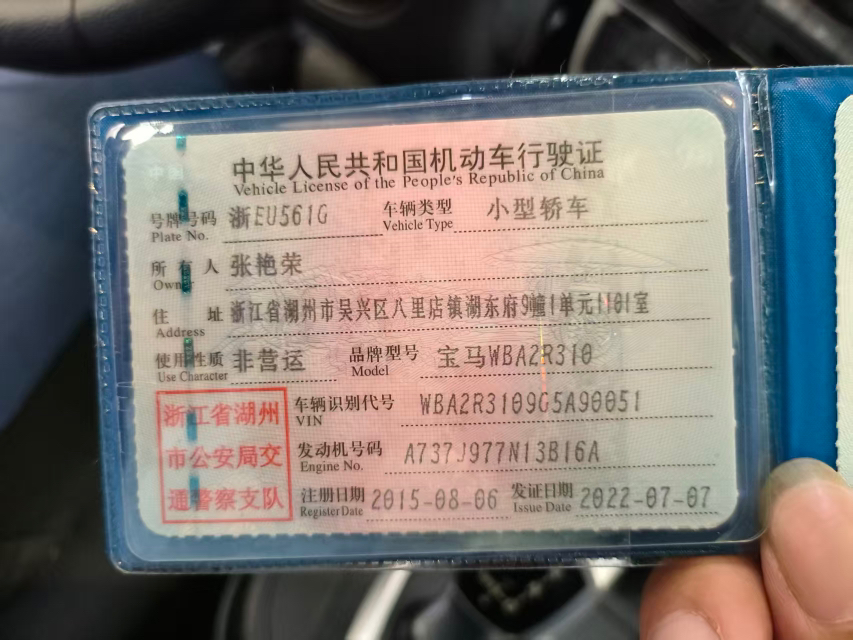 中华人民共和国机动车行驶证
Vehicle License of the People's Republic of China
号牌号码 浙EU561G 车辆类型 小型轿车
Plate No. Vehicle Type
所有人 张艳荣
Owner
住址 浙江省湖州市吴兴区八里店镇湖东府9幢1单元1101室
Address
使用性质 非营运 品牌型号 宝马WBA2R310
Use Character Model
浙江省湖州
市公安局交
通警察支队
车辆识别代号 WBA2R3109G5A90051
VIN
发动机号码 A737J977N13B16A
Engine No.
注册日期 2015-08-06 发证日期 2022-07-07
Register Date Issue Date